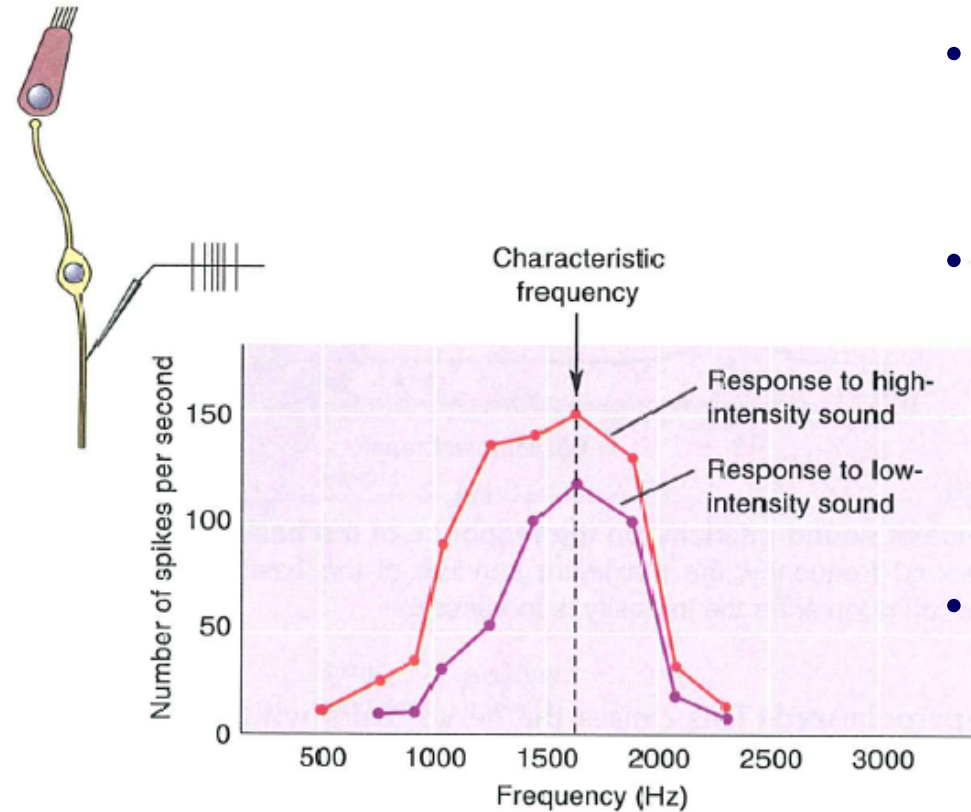 Characteristic
frequency
Response to high-
intensity sound
Response to low-
intensity sound
Number of spikes per second
150
100
50
0
500 1000 1500 2000 2500 3000
Frequency (Hz)